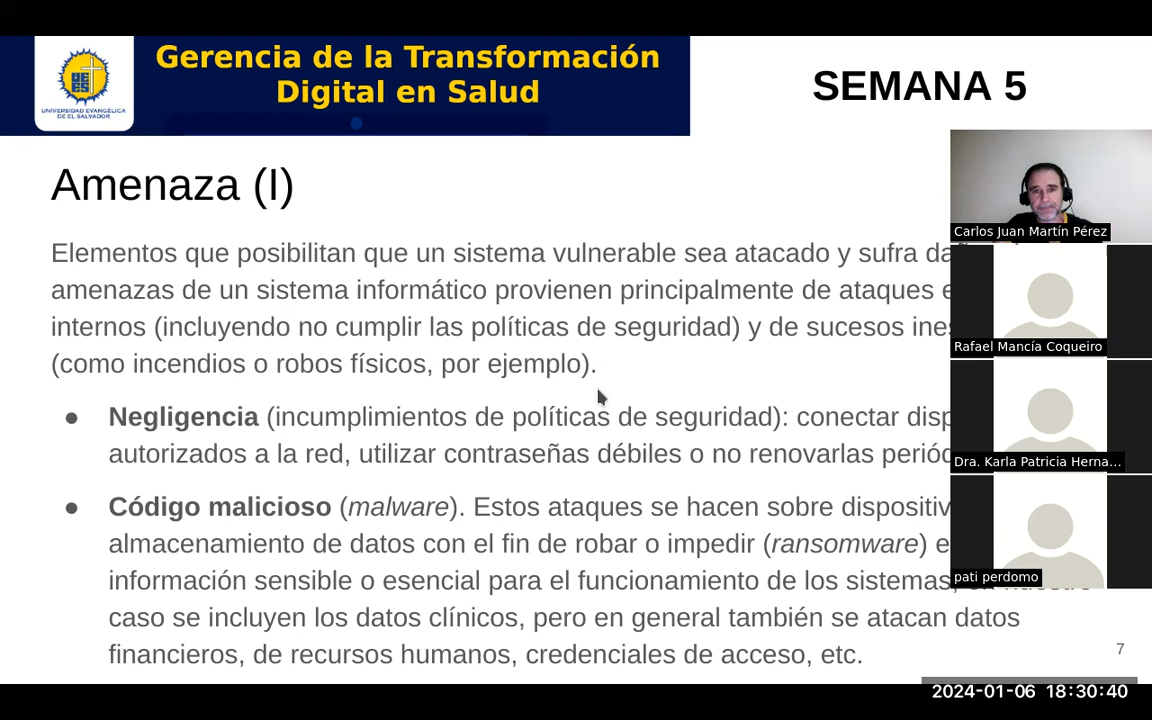 Gerencia de la Transformación
Digital en Salud
UNIVERSIDAD EVANGÉLICA
DE EL SALVADOR
SEMANA 5
Amenaza (I)
Elementos que posibilitan que un sistema vulnerable sea atacado y sufra
amenazas de un sistema informático provienen principalmente de ataques
internos (incluyendo no cumplir las políticas de seguridad) y de sucesos
(como incendios o robos físicos, por ejemplo).
● Negligencia (incumplimientos de políticas de seguridad): conectar
autorizados a la red, utilizar contraseñas débiles o no renovarlas
● Código malicioso (malware). Estos ataques se hacen sobre
almacenamiento de datos con el fin de robar o impedir (ransomware)
información sensible o esencial para el funcionamiento de los sistemas,
caso se incluyen los datos clínicos, pero en general también se atacan datos
financieros, de recursos humanos, credenciales de acceso, etc.
Carlos Juan Martín Pérez
Rafael Mancía Coqueiro
Dra. Karla Patricia Herna...
pati perdomo
7
2024-01-06 18:30:40